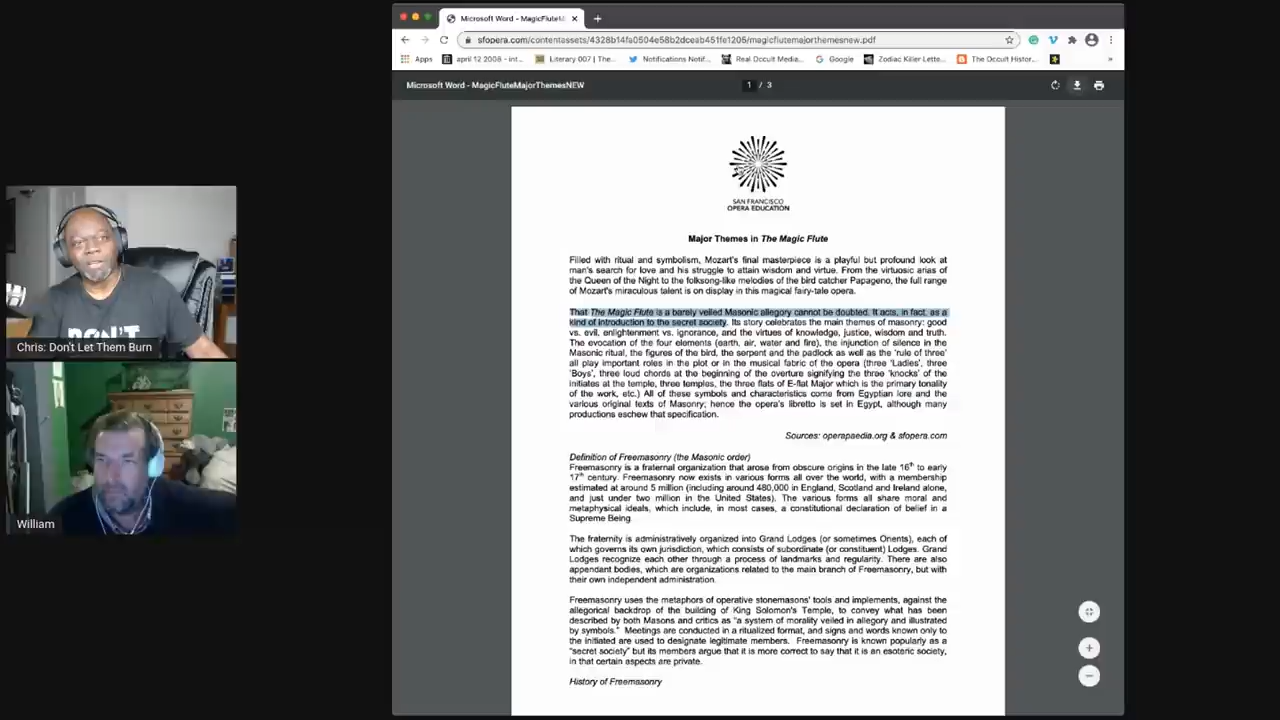 Microsoft Word - MagicFluteM
sfopera.com/contentassets/4328b14fa0504e58b2dceab451fe1206/magicflutemajorthemesnew.pdf
Apps
april 12 2006 - int...
Literary 007 | The...
Notifications Notif...
Real Occult Media...
Google
Zodiac Killer Lette...
The Occult Histor...
Microsoft Word - MagicFluteMajorThemesNEW
1 / 3
SAN FRANCISCO
OPERA EDUCATION
Major Themes in The Magic Flute
Filled with ritual and symbolism, Mozart's final masterpiece is a playful but profound look at
man's search for love and his struggle to attain wisdom and virtue. From the virtuosic arias of
the Queen of the Night to the folksong-like melodies of the bird catcher Papageno, the full range
of Mozart's miraculous talent is on display in this magical fairy-tale opera.
That The Magic Flute is a barely veiled Masonic allegory cannot be doubted. It acts, in fact, as a
kind of introduction to the secret society. Its story celebrates the main themes of masonry: good
vs. evil, enlightenment vs. ignorance, and the virtues of knowledge, justice, wisdom and truth.
The evocation of the four elements (earth, air, water and fire), the injunction of silence in the
Masonic ritual, the figures of the bird, the serpent and the padlock as well as the 'rule of three'
all play important roles in the plot or in the musical fabric of the opera (three 'Ladies', three
'Boys', three loud chords at the beginning of the overture signifying the three 'knocks' of the
initiates at the temple, three temples, the three flats of E-flat Major which is the primary tonality
of the work, etc.) All of these symbols and characteristics come from Egyptian lore and the
various original texts of Masonry; hence the opera's libretto is set in Egypt, although many
productions eschew that specification.
Sources: operapaedia.org & sfopera.com
Definition of Freemasonry (the Masonic order)
Freemasonry is a fraternal organization that arose from obscure origins in the late 16th to early
17th century. Freemasonry now exists in various forms all over the world, with a membership
estimated at around 5 million (including around 480,000 in England, Scotland and Ireland alone,
and just under two million in the United States). The various forms all share moral and
metaphysical ideals, which include, in most cases, a constitutional declaration of belief in a
Supreme Being.
The fraternity is administratively organized into Grand Lodges (or sometimes Orients), each of
which governs its own jurisdiction, which consists of subordinate (or constituent) Lodges. Grand
Lodges recognize each other through a process of landmarks and regularity. There are also
appendant bodies, which are organizations related to the main branch of Freemasonry, but with
their own independent administration.
Freemasonry uses the metaphors of operative stonemasons' tools and implements, against the
allegorical backdrop of the building of King Solomon's Temple, to convey what has been
described by both Masons and critics as "a system of morality veiled in allegory and illustrated
by symbols." Meetings are conducted in a ritualized format, and signs and words known only to
the initiated are used to designate legitimate members. Freemasonry is known popularly as a
"secret society" but its members argue that it is more correct to say that it is an esoteric society,
in that certain aspects are private.
History of Freemasonry
DON'T
Chris: Don't Let Them Burn
William